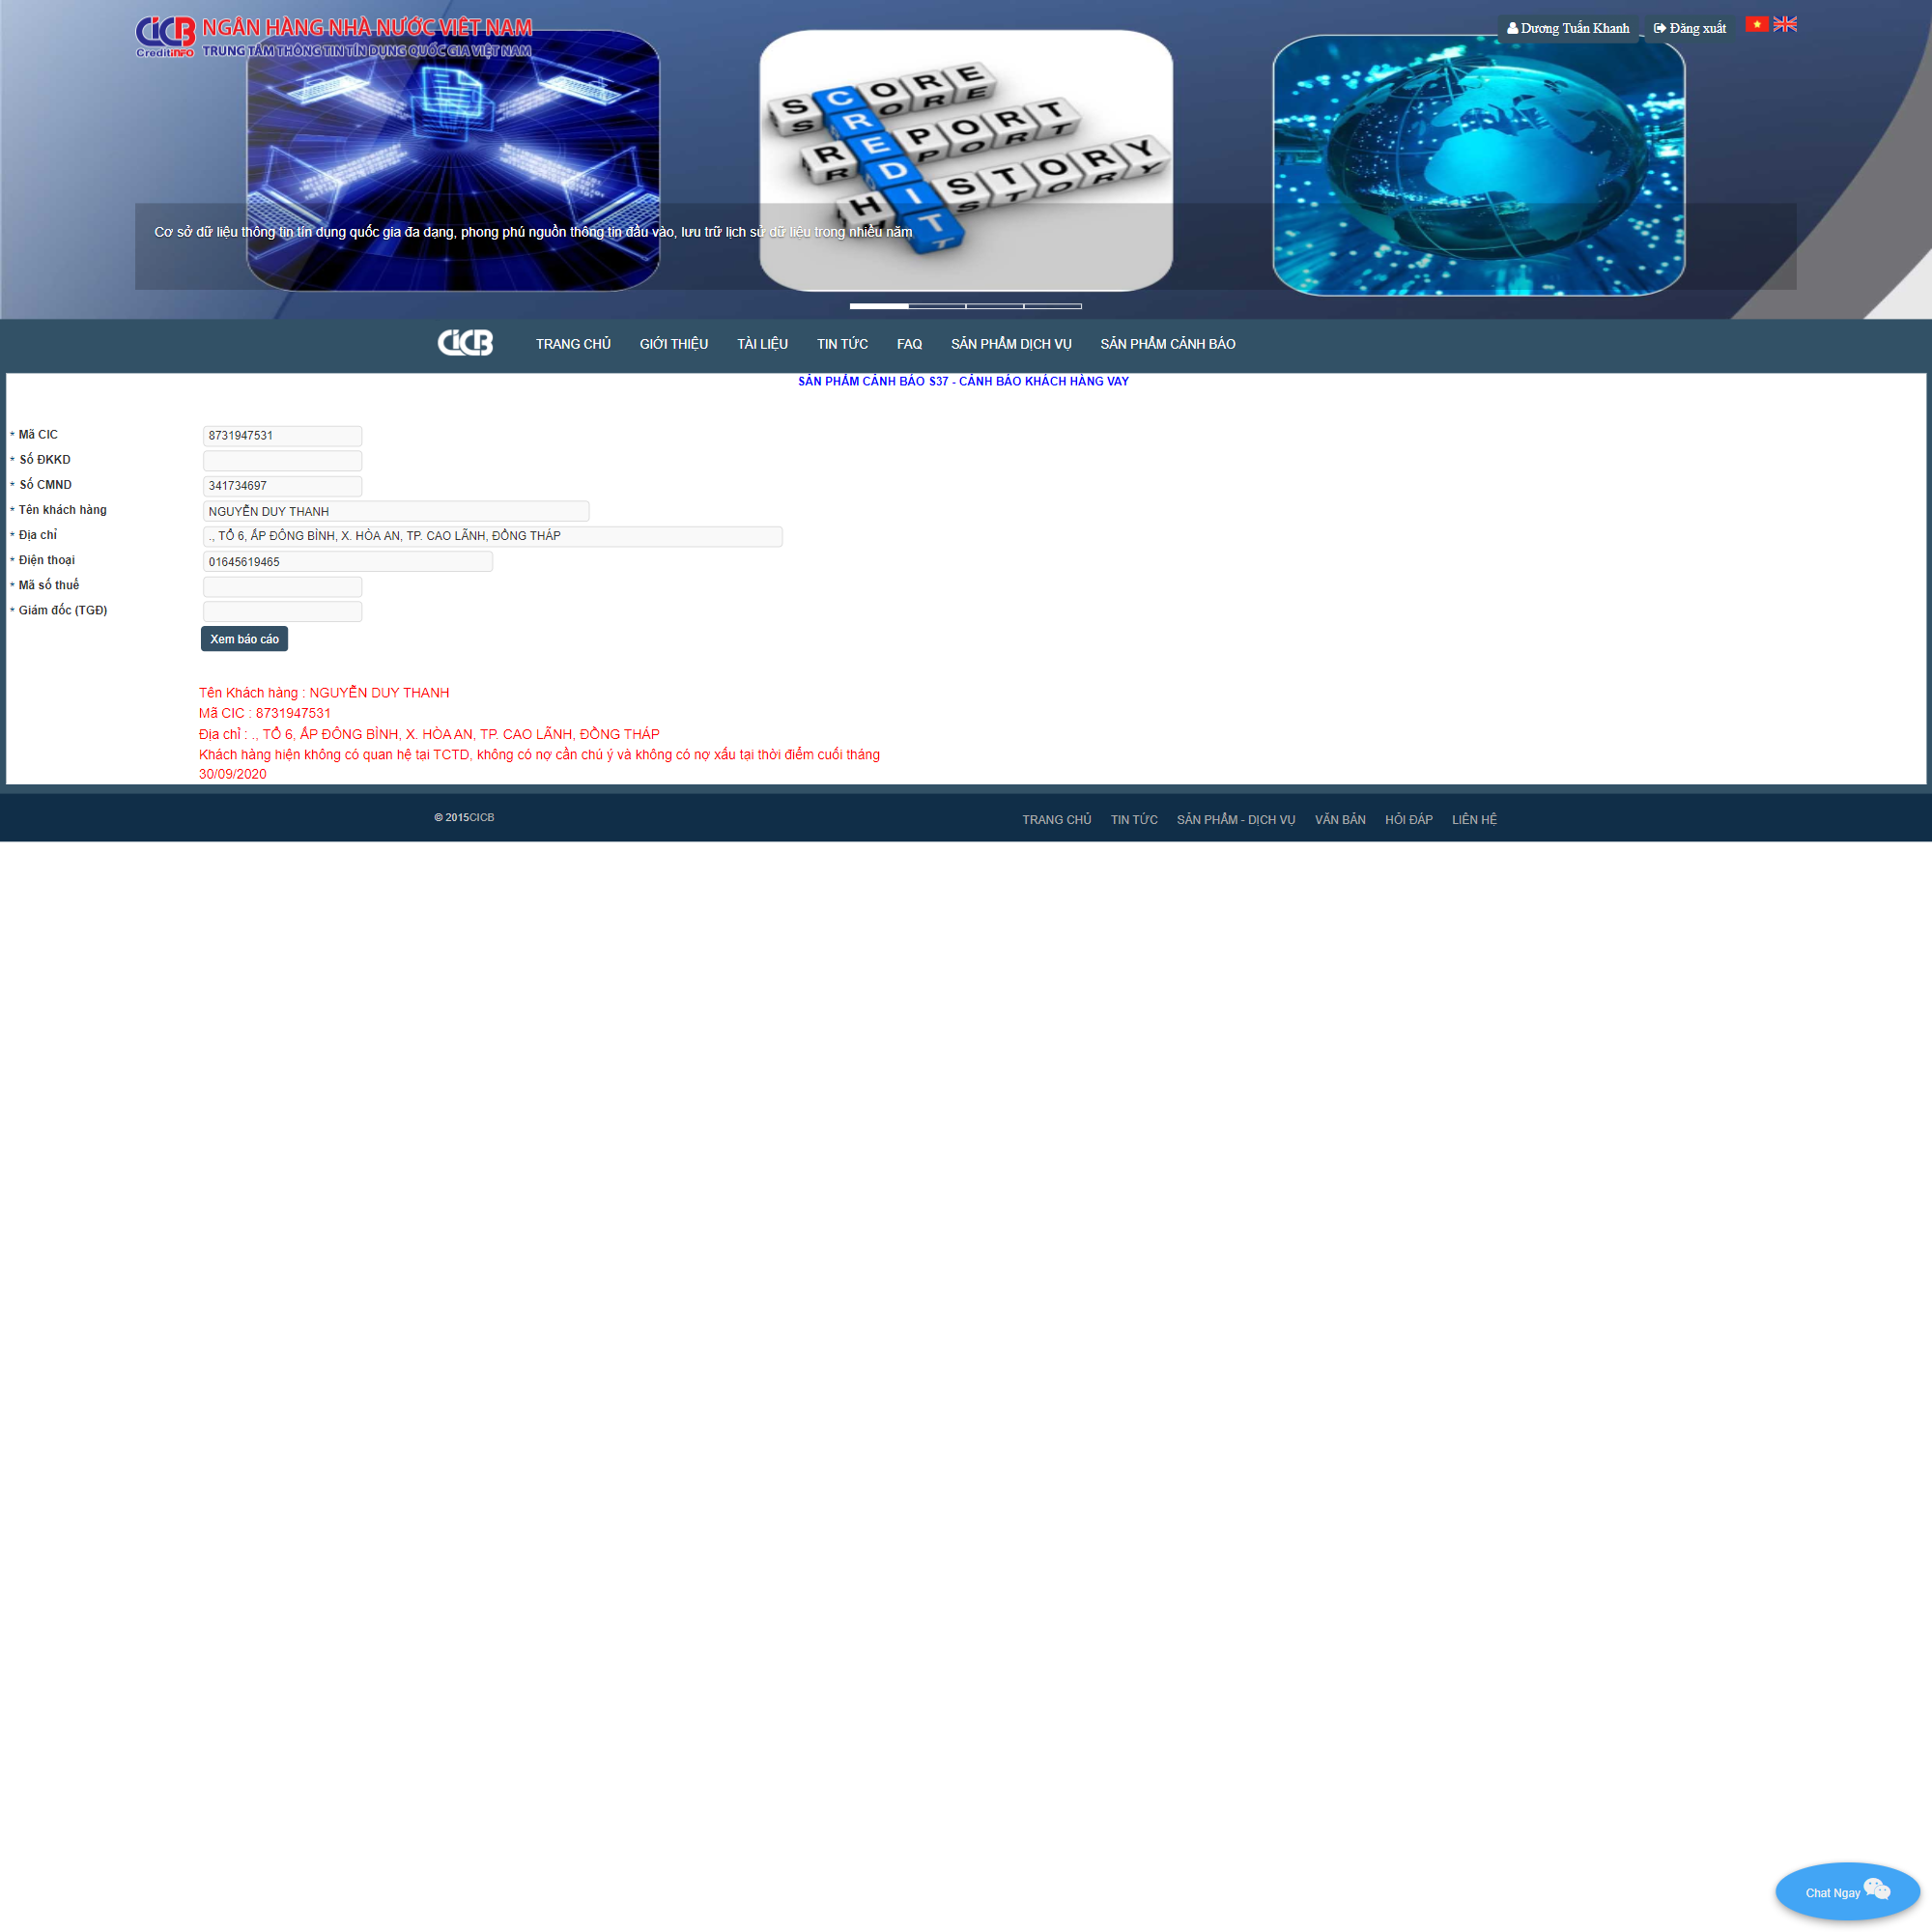 CICB NGÂN HÀNG NHÀ NƯỚC VIỆT NAM
Creditinfo TRUNG TÂM THÔNG TIN TÍN DỤNG QUỐC GIA VIỆT NAM
Dương Tuấn Khanh Đăng xuất
SCORE
CREDIT
REPORT
HISTORY
Cơ sở dữ liệu thông tin tín dụng quốc gia đa dạng, phong phú nguồn thông tin đầu vào, lưu trữ lịch sử dữ liệu trong nhiều năm
CICB TRANG CHỦ GIỚI THIỆU TÀI LIỆU TIN TỨC FAQ SẢN PHẨM DỊCH VỤ SẢN PHẨM CẢNH BÁO
SẢN PHẨM CẢNH BÁO S37 - CẢNH BÁO KHÁCH HÀNG VAY
* Mã CIC 8731947531
* Số ĐKKD
* Số CMND 341734697
* Tên khách hàng NGUYỄN DUY THANH
* Địa chỉ ., TỔ 6, ẤP ĐÔNG BÌNH, X. HÒA AN, TP. CAO LÃNH, ĐỒNG THÁP
* Điện thoại 01645619465
* Mã số thuế
* Giám đốc (TGĐ)
Xem báo cáo
Tên Khách hàng : NGUYỄN DUY THANH
Mã CIC : 8731947531
Địa chỉ : ., TỔ 6, ẤP ĐÔNG BÌNH, X. HÒA AN, TP. CAO LÃNH, ĐỒNG THÁP
Khách hàng hiện không có quan hệ tại TCTD, không có nợ cần chú ý và không có nợ xấu tại thời điểm cuối tháng
30/09/2020
© 2015CICB TRANG CHỦ TIN TỨC SẢN PHẨM - DỊCH VỤ VĂN BẢN HỎI ĐÁP LIÊN HỆ
Chat Ngay